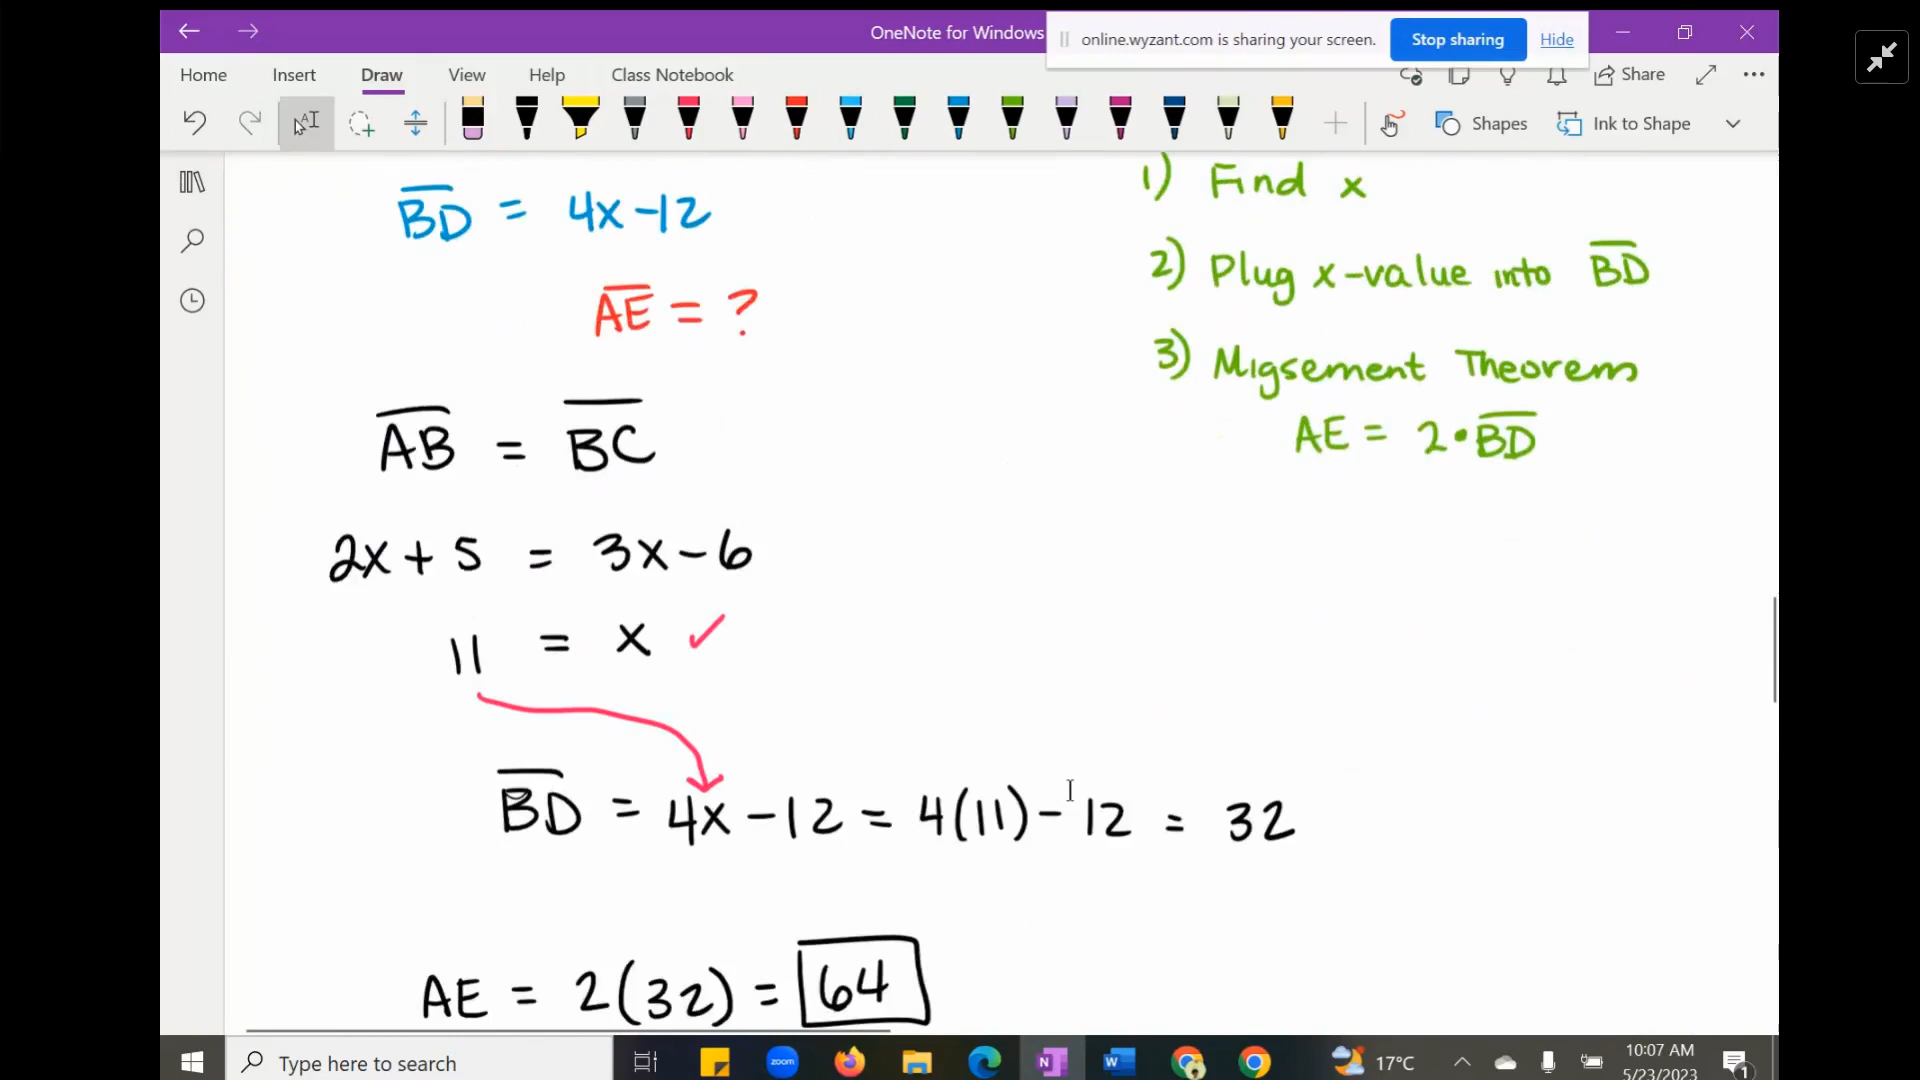 OneNote for Windows
online.wyzant.com is sharing your screen.
Stop sharing
Hide
Home
Insert
Draw
View
Help
Class Notebook
Share
Shapes
Ink to Shape
BD = 4x-12
AE = ?
AB = BC
2x + 5 = 3x - 6
11 = x ✓
BD = 4x - 12 = 4(11) - 12 = 32
AE = 2(32) = 64
1) Find x
2) Plug x-value into BD
3) Migsement Theorem
AE = 2•BD
Type here to search
zoom
17°C
10:07 AM
5/23/2023
1